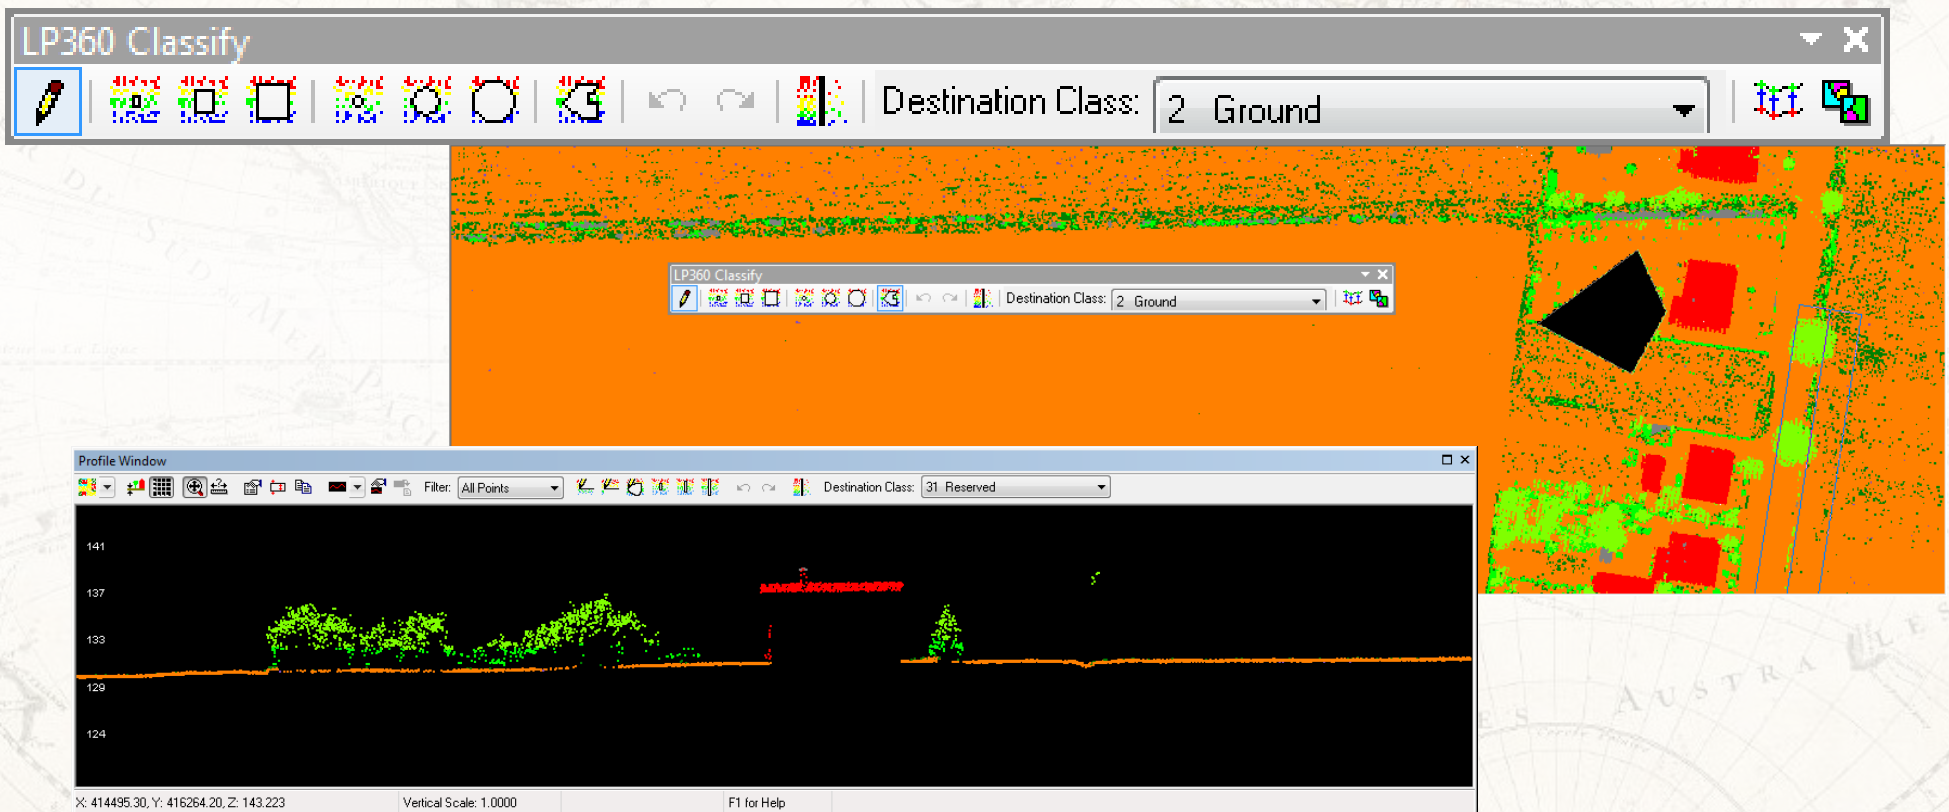 LP360 Classify
Destination Class: 2 Ground
LP360 Classify
Destination Class: 2 Ground
Profile Window
Filter: All Points Destination Class: 31 Reserved
141
137
133
129
124
X: 414495.30, Y: 416264.20, Z: 143.223 Vertical Scale: 1.0000 F1 for Help
AUSTRA